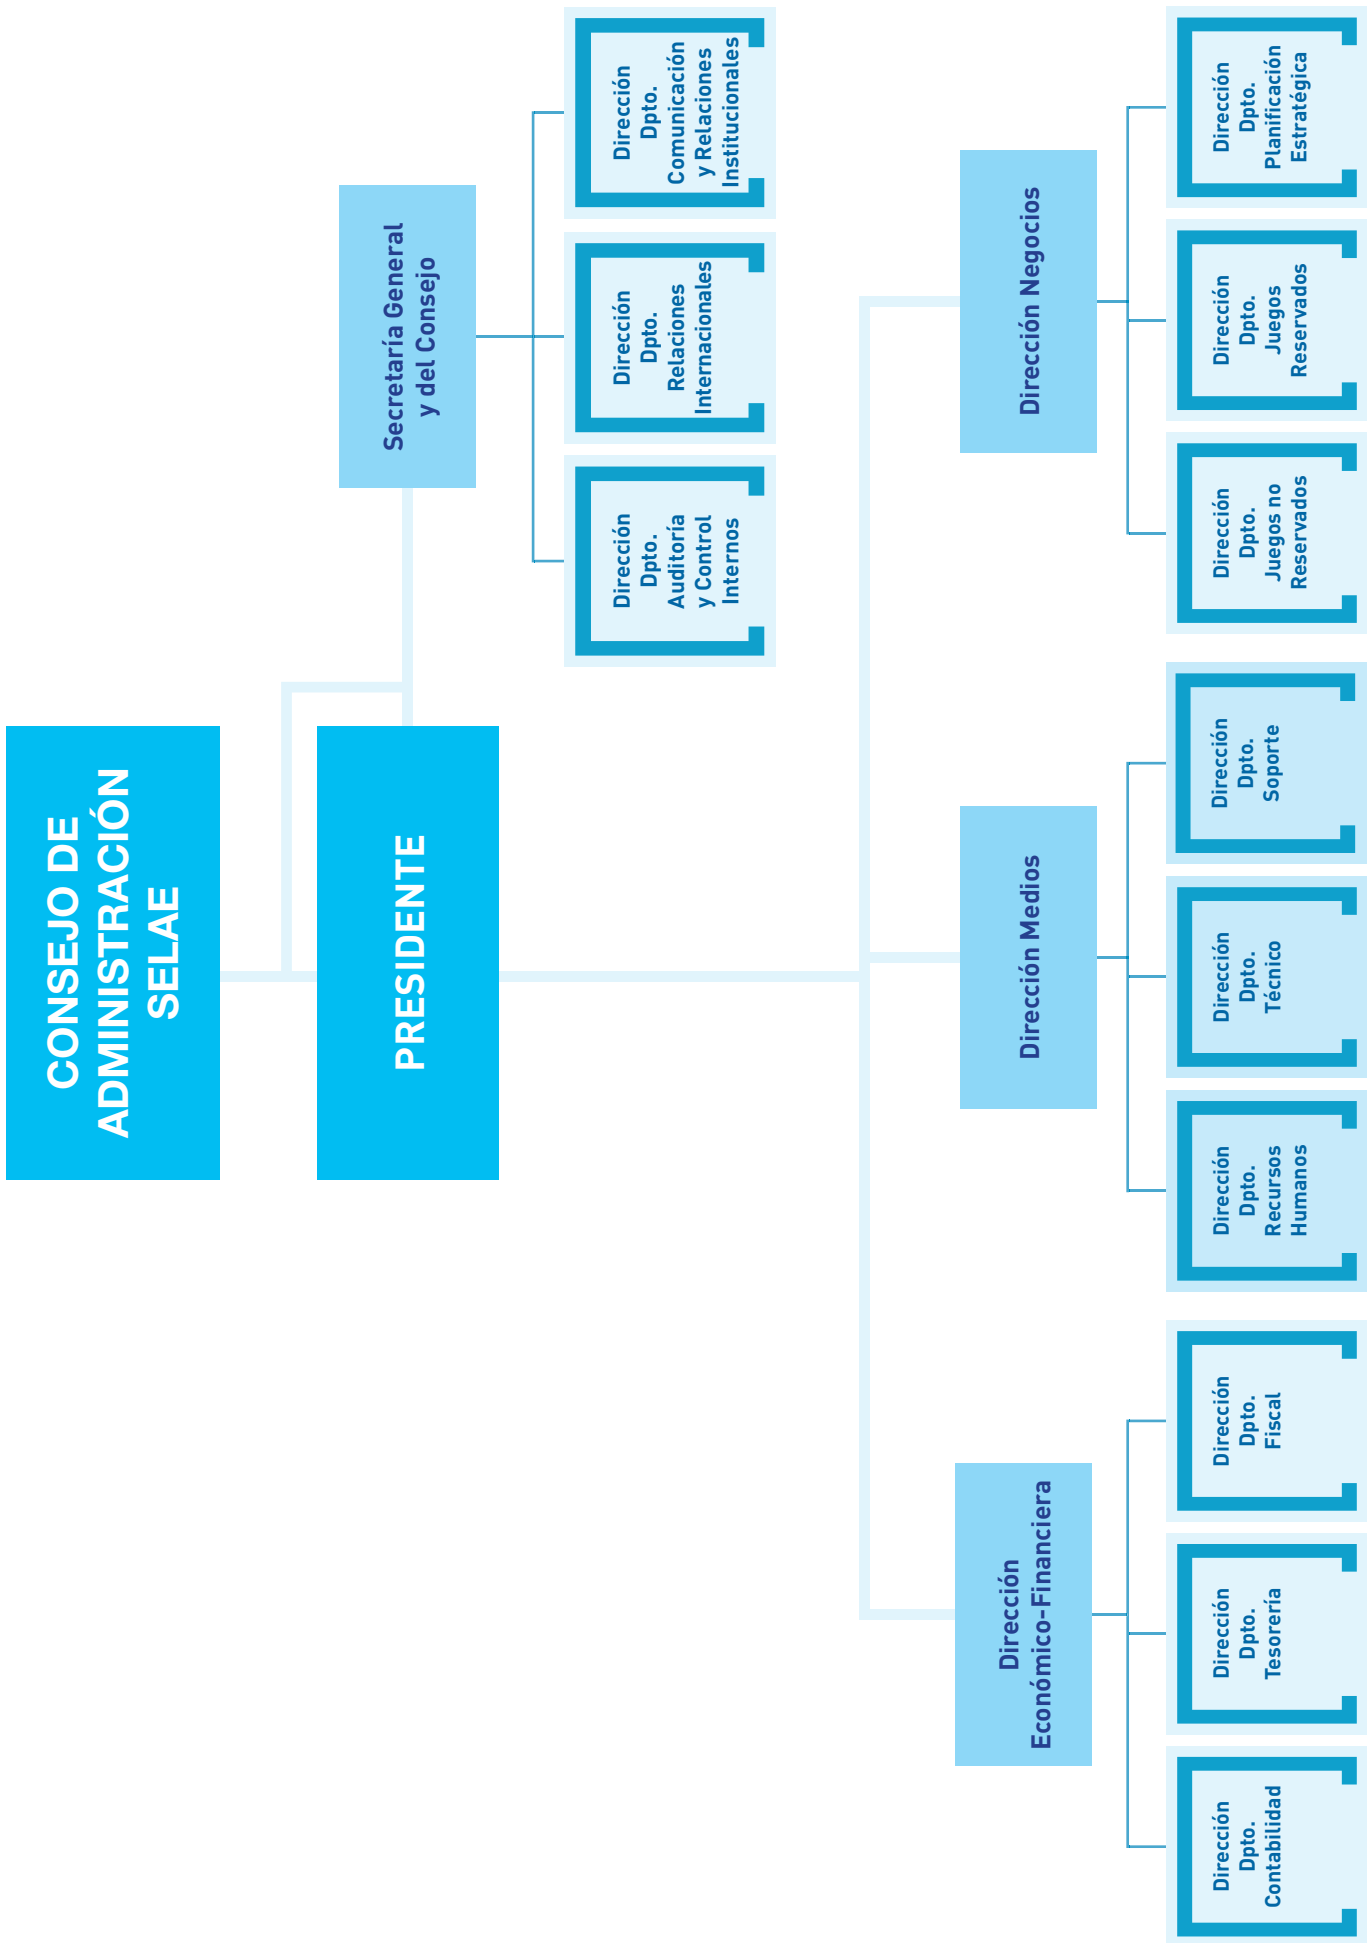 CONSEJO DE
ADMINISTRACIÓN
SELAE
PRESIDENTE
Secretaría General
y del Consejo
Dirección
Dpto.
Auditoría
y Control
Internos
Dirección
Dpto.
Relaciones
Internacionales
Dirección
Dpto.
Comunicación
y Relaciones
Institucionales
Dirección
Económico-Financiera
Dirección Medios
Dirección Negocios
Dirección
Dpto.
Contabilidad
Dirección
Dpto.
Tesorería
Dirección
Dpto.
Fiscal
Dirección
Dpto.
Recursos
Humanos
Dirección
Dpto.
Técnico
Dirección
Dpto.
Soporte
Dirección
Dpto.
Juegos no
Reservados
Dirección
Dpto.
Juegos
Reservados
Dirección
Dpto.
Planificación
Estratégica